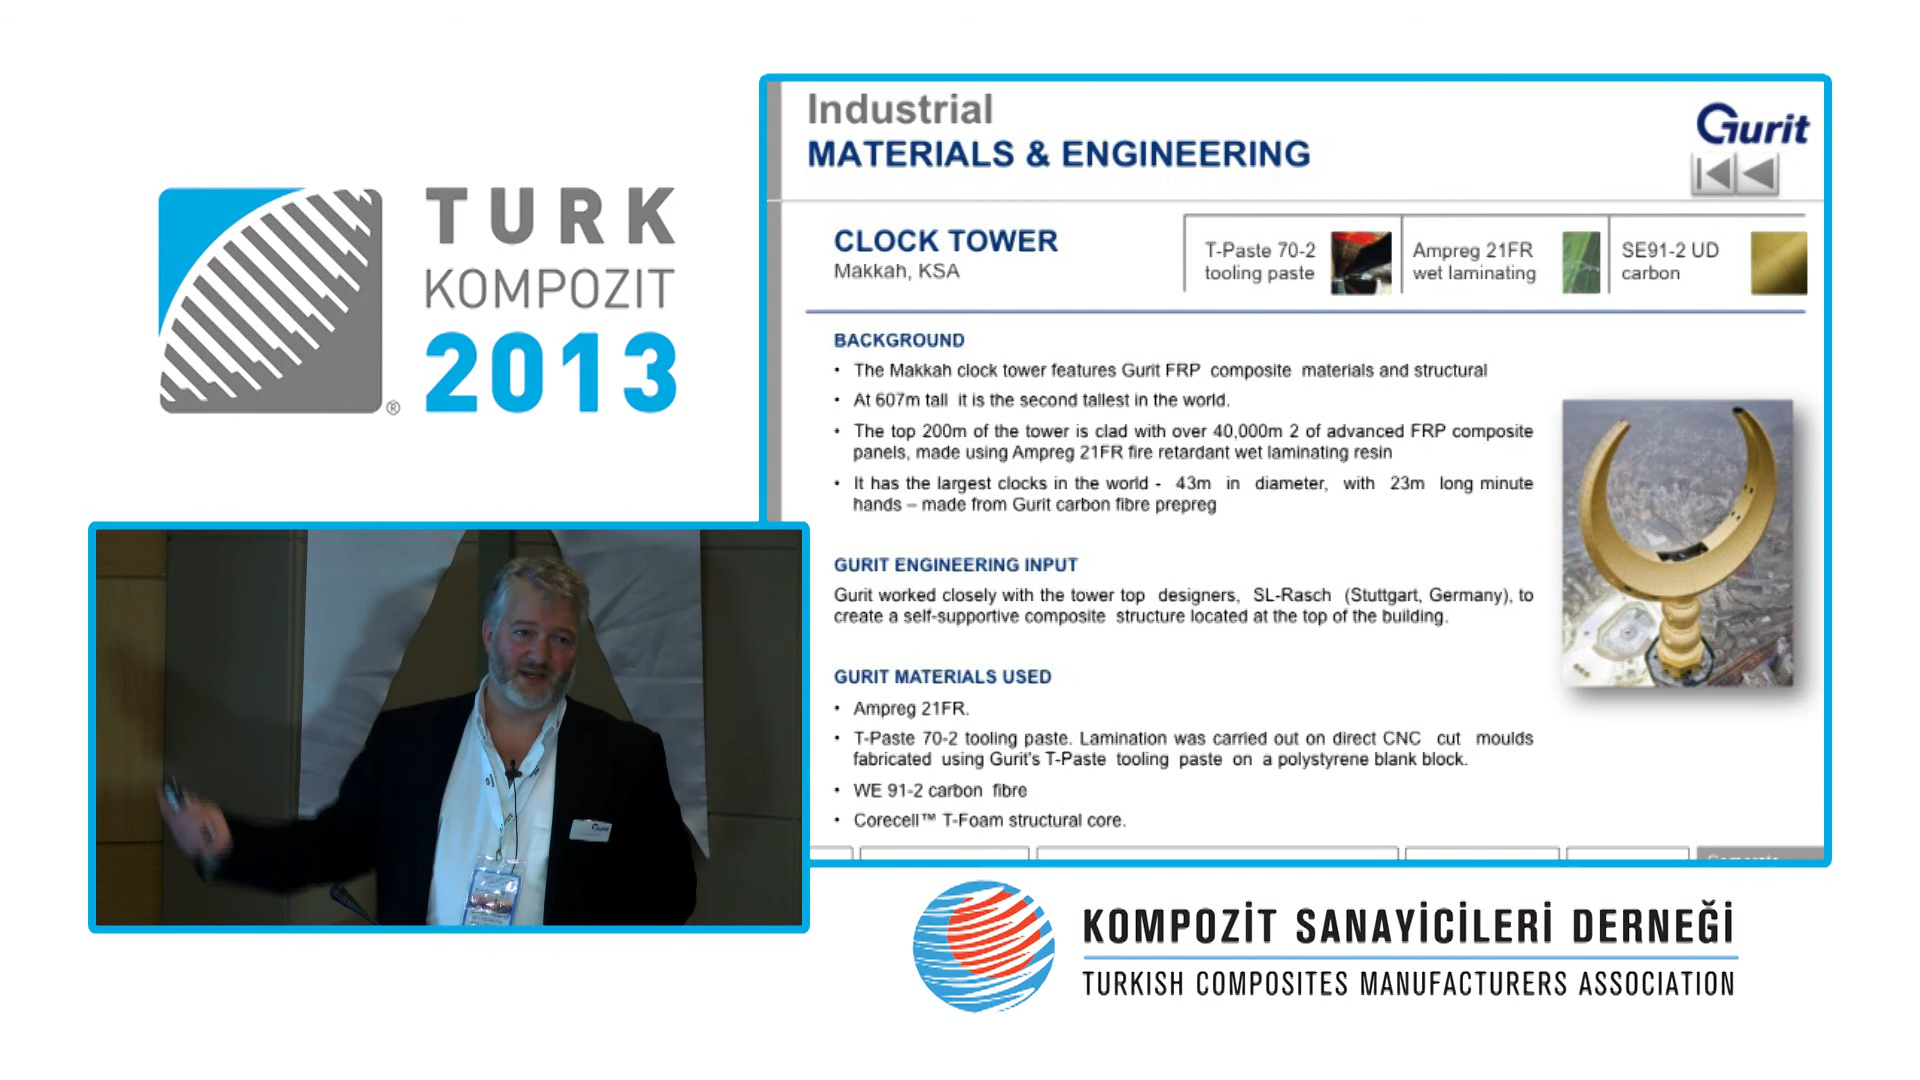 TURK
KOMPOZIT
2013
®
Industrial
MATERIALS & ENGINEERING
Gurit
CLOCK TOWER
Makkah, KSA
T-Paste 70-2
tooling paste
Ampreg 21FR
wet laminating
SE91-2 UD
carbon
BACKGROUND
• The Makkah clock tower features Gurit FRP composite materials and structural
• At 607m tall it is the second tallest in the world.
• The top 200m of the tower is clad with over 40,000m 2 of advanced FRP composite
panels, made using Ampreg 21FR fire retardant wet laminating resin
• It has the largest clocks in the world - 43m in diameter, with 23m long minute
hands – made from Gurit carbon fibre prepreg
GURIT ENGINEERING INPUT
Gurit worked closely with the tower top designers, SL-Rasch (Stuttgart, Germany), to
create a self-supportive composite structure located at the top of the building.
GURIT MATERIALS USED
• Ampreg 21FR.
• T-Paste 70-2 tooling paste. Lamination was carried out on direct CNC cut moulds
fabricated using Gurit's T-Paste tooling paste on a polystyrene blank block.
• WE 91-2 carbon fibre
• Corecell™ T-Foam structural core.
Gurit
KOMPOZİT SANAYİCİLERİ DERNEĞİ
TURKISH COMPOSITES MANUFACTURERS ASSOCIATION